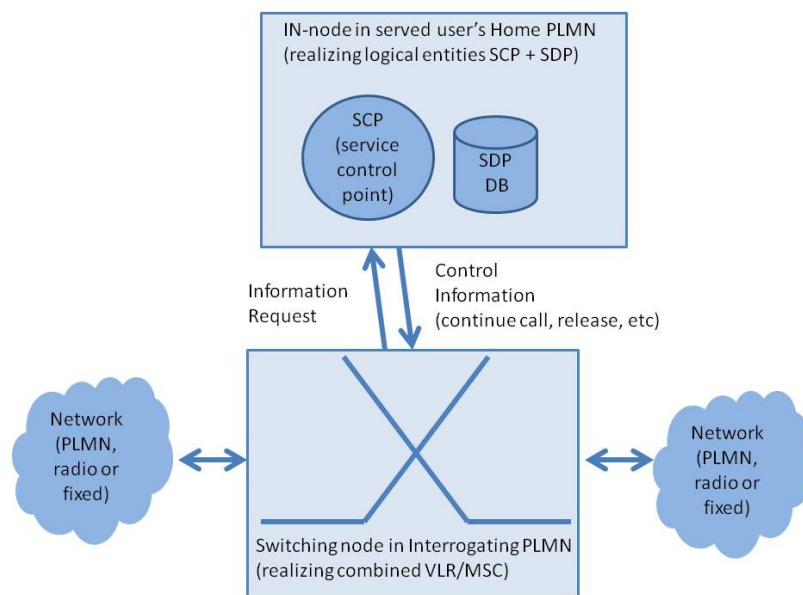 IN-node in served user's Home PLMN
(realizing logical entities SCP + SDP)
SCP
(service
control
point)
SDP
DB
Information
Request
Control
Information
(continue call, release, etc)
Network
(PLMN,
radio or
fixed)
Network
(PLMN,
radio or
fixed)
Switching node in Interrogating PLMN
(realizing combined VLR/MSC)